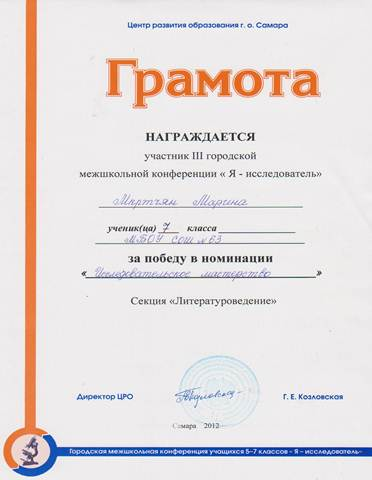 Центр развития образования г. о. Самара
Грамота
НАГРАЖДАЕТСЯ
участник III городской
межшкольной конференции « Я - исследователь»
Мкртчян Марина
ученик(ца) 7 класса
МБОУ СОШ № 63
за победу в номинации
« Исследовательское мастерство »
Секция «Литературоведение»
Директор ЦРО
Г. Е. Козловская
Самара 2012
Городская межшкольная конференция учащихся 5-7 классов - Я – исследователь-